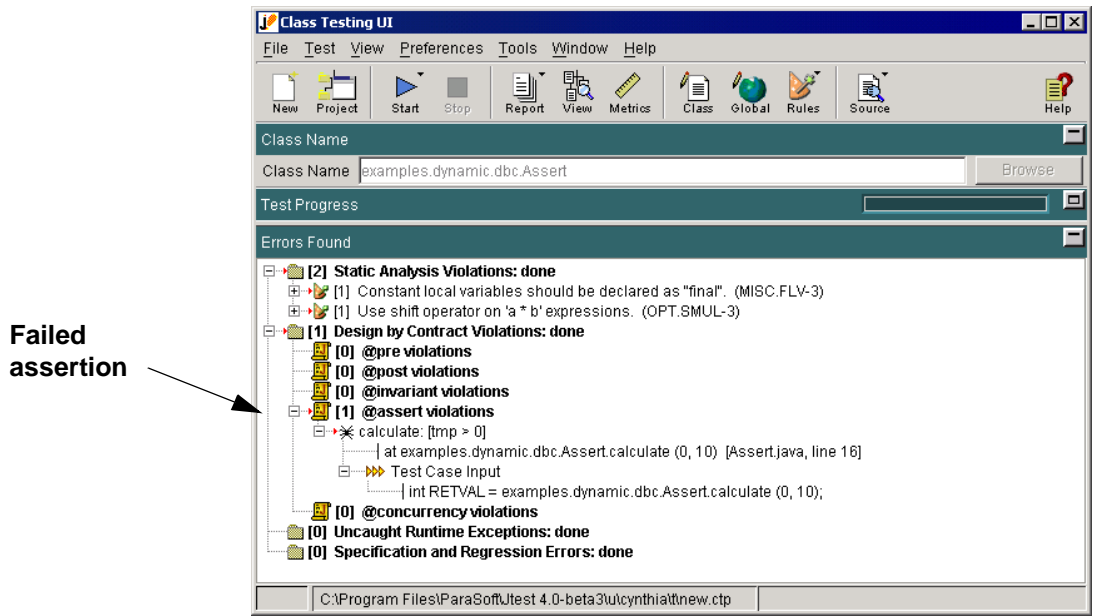 Class Testing UI
File Test View Preferences Tools Window Help
New Project Start Stop Report View Metrics Class Global Rules Source Help
Class Name
Class Name examples.dynamic.dbc.Assert Browse
Test Progress
Errors Found
[2] Static Analysis Violations: done
[1] Constant local variables should be declared as "final". (MISC.FLV-3)
[1] Use shift operator on 'a * b' expressions. (OPT.SMUL-3)
[1] Design by Contract Violations: done
[0] @pre violations
[0] @post violations
[0] @invariant violations
[1] @assert violations
calculate: [tmp > 0]
at examples.dynamic.dbc.Assert.calculate (0, 10) [Assert.java, line 16]
Test Case Input
int RETVAL = examples.dynamic.dbc.Assert.calculate (0, 10);
[0] @concurrency violations
[0] Uncaught Runtime Exceptions: done
[0] Specification and Regression Errors: done
C:\Program Files\ParaSoft\Jtest 4.0-beta3\u\cynthia\t\new.ctp
Failed
assertion